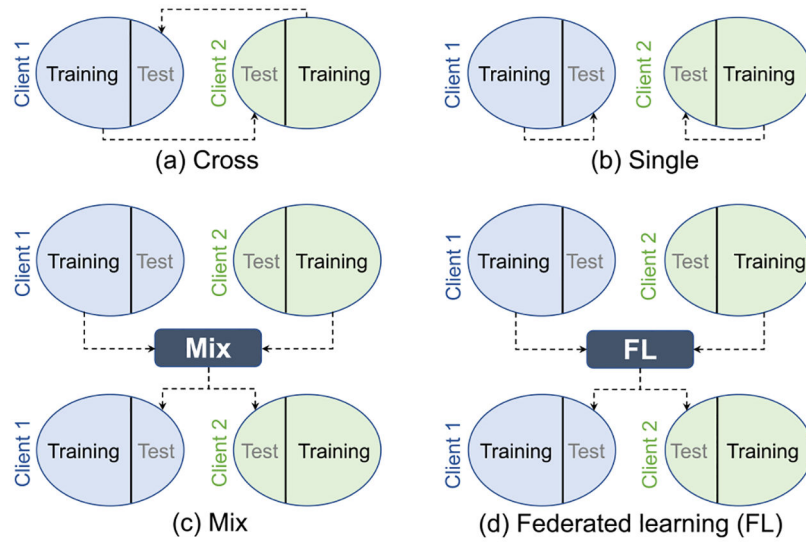 Client 1
Training
Test
Client 2
Test
Training
(a) Cross
Client 1
Training
Test
Client 2
Test
Training
(b) Single
Client 1
Training
Test
Client 2
Test
Training
Mix
Client 1
Training
Test
Client 2
Test
Training
(c) Mix
Client 1
Training
Test
Client 2
Test
Training
FL
Client 1
Training
Test
Client 2
Test
Training
(d) Federated learning (FL)